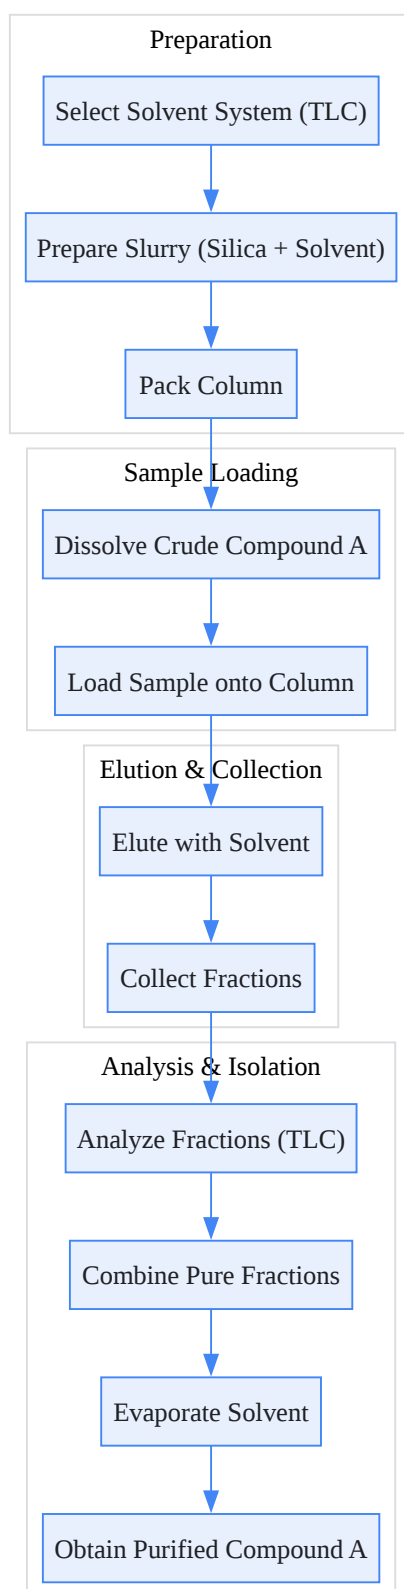 Preparation
Select Solvent System (TLC)
Prepare Slurry (Silica + Solvent)
Pack Column
Sample Loading
Dissolve Crude Compound A
Load Sample onto Column
Elution & Collection
Elute with Solvent
Collect Fractions
Analysis & Isolation
Analyze Fractions (TLC)
Combine Pure Fractions
Evaporate Solvent
Obtain Purified Compound A